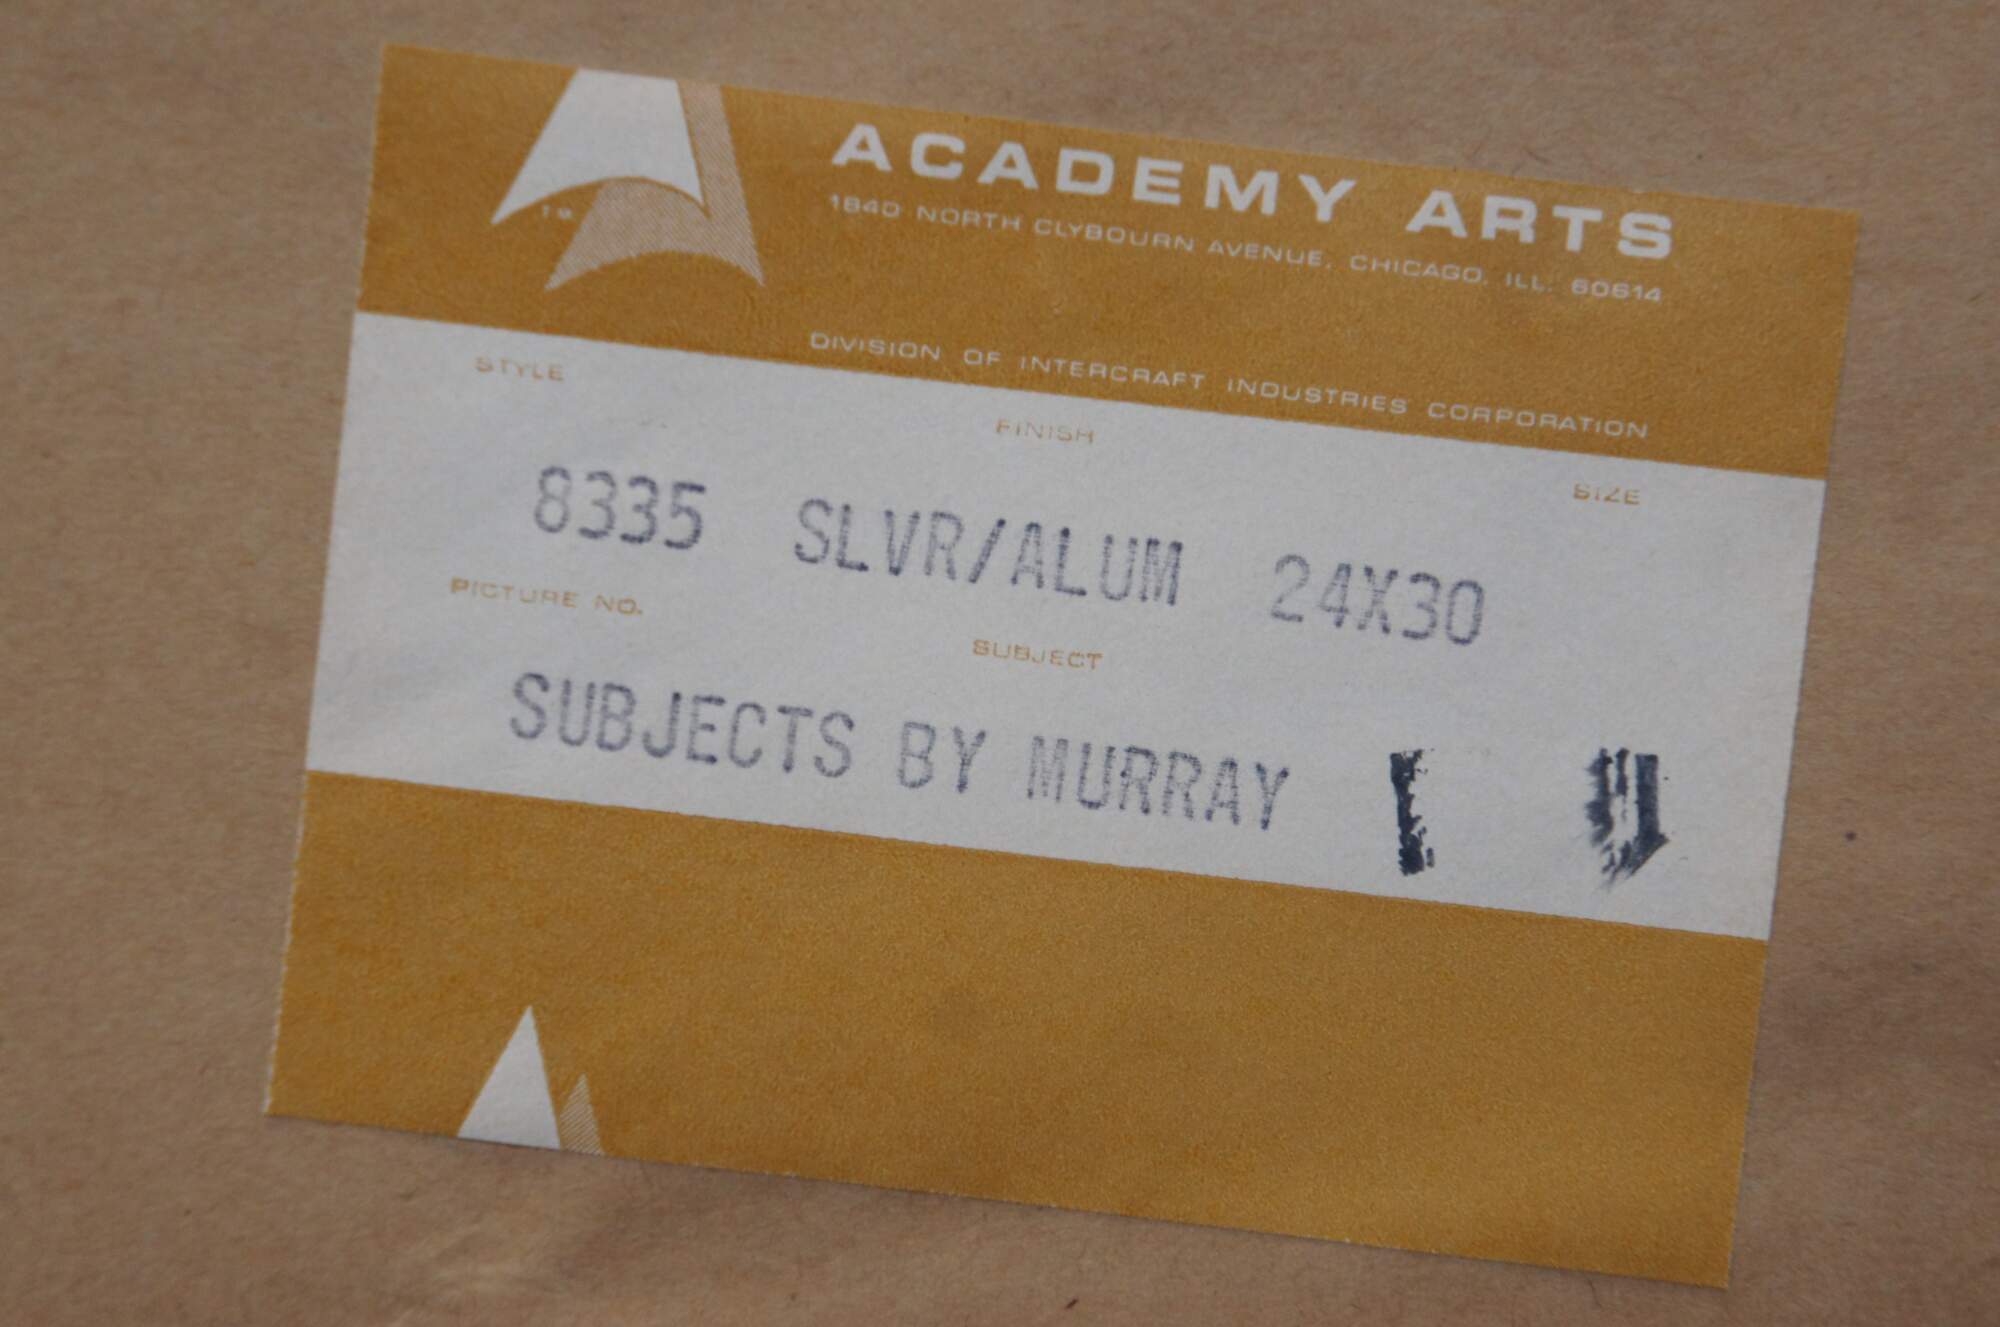 ACADEMY ARTS
1840 NORTH CLYBOURN AVENUE, CHICAGO, ILL. 60614
DIVISION OF INTERCRAFT INDUSTRIES CORPORATION
T M.
STYLE FINISH SIZE
8335 SLVR/ALUM 24X30
PICTURE NO. SUBJECT
SUBJECTS BY MURRAY